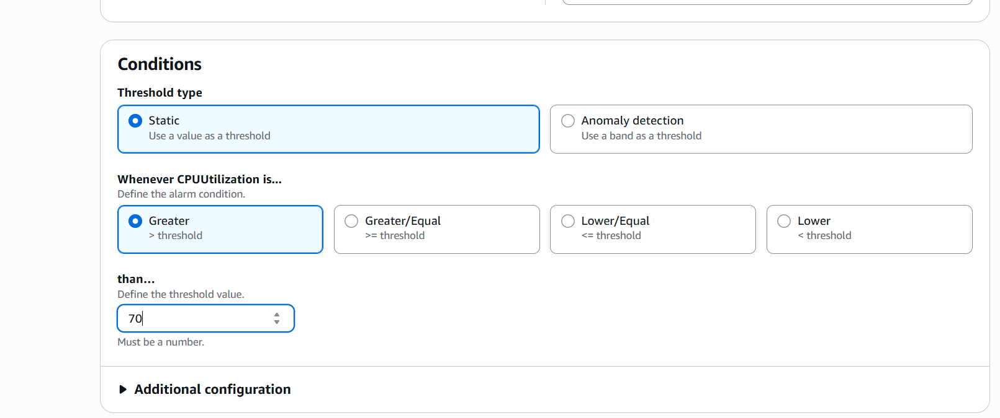 Conditions
Threshold type
Static
Use a value as a threshold
Anomaly detection
Use a band as a threshold
Whenever CPUUtilization is...
Define the alarm condition.
Greater
> threshold
Greater/Equal
>= threshold
Lower/Equal
<= threshold
Lower
< threshold
than...
Define the threshold value.
70
Must be a number.
Additional configuration